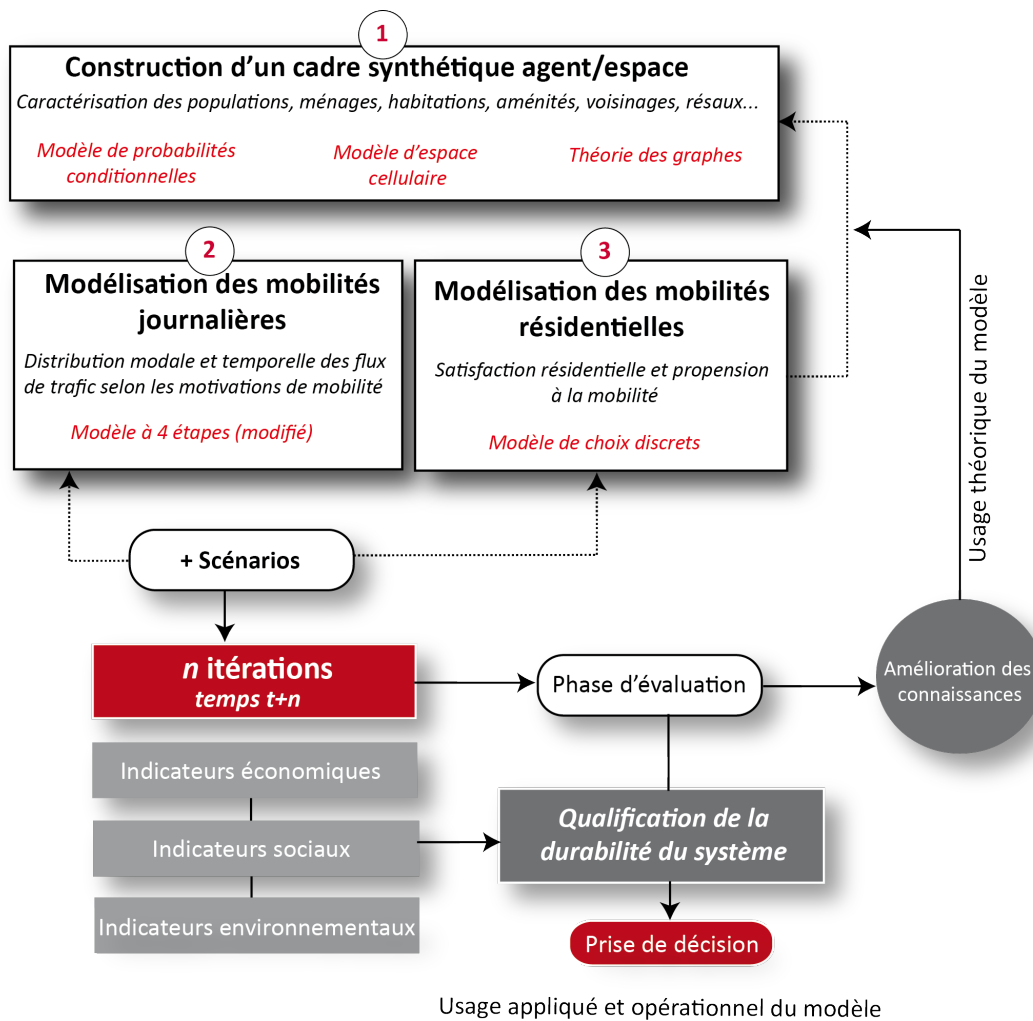 1
Construction d'un cadre synthétique agent/espace
Caractérisation des populations, ménages, habitations, aménités, voisinages, résaux...
Modèle de probabilités
conditionnelles
Modèle d'espace
cellulaire
Théorie des graphes
2
Modélisation des mobilités
journalières
Distribution modale et temporelle des flux
de trafic selon les motivations de mobilité
Modèle à 4 étapes (modifié)
3
Modélisation des mobilités
résidentielles
Satisfaction résidentielle et propension
à la mobilité
Modèle de choix discrets
Usage théorique du modèle
+ Scénarios
n itérations
temps t+n
Phase d'évaluation
Amélioration des
connaissances
Indicateurs économiques
Indicateurs sociaux
Indicateurs environnementaux
Qualification de la
durabilité du système
Prise de décision
Usage appliqué et opérationnel du modèle